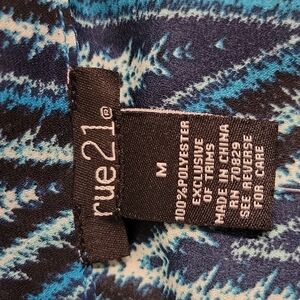 rue21®
M
100% POLYESTER
EXCLUSIVE
OF TRIMS
MADE IN CHINA
RN 70829
SEE REVERSE
FOR CARE